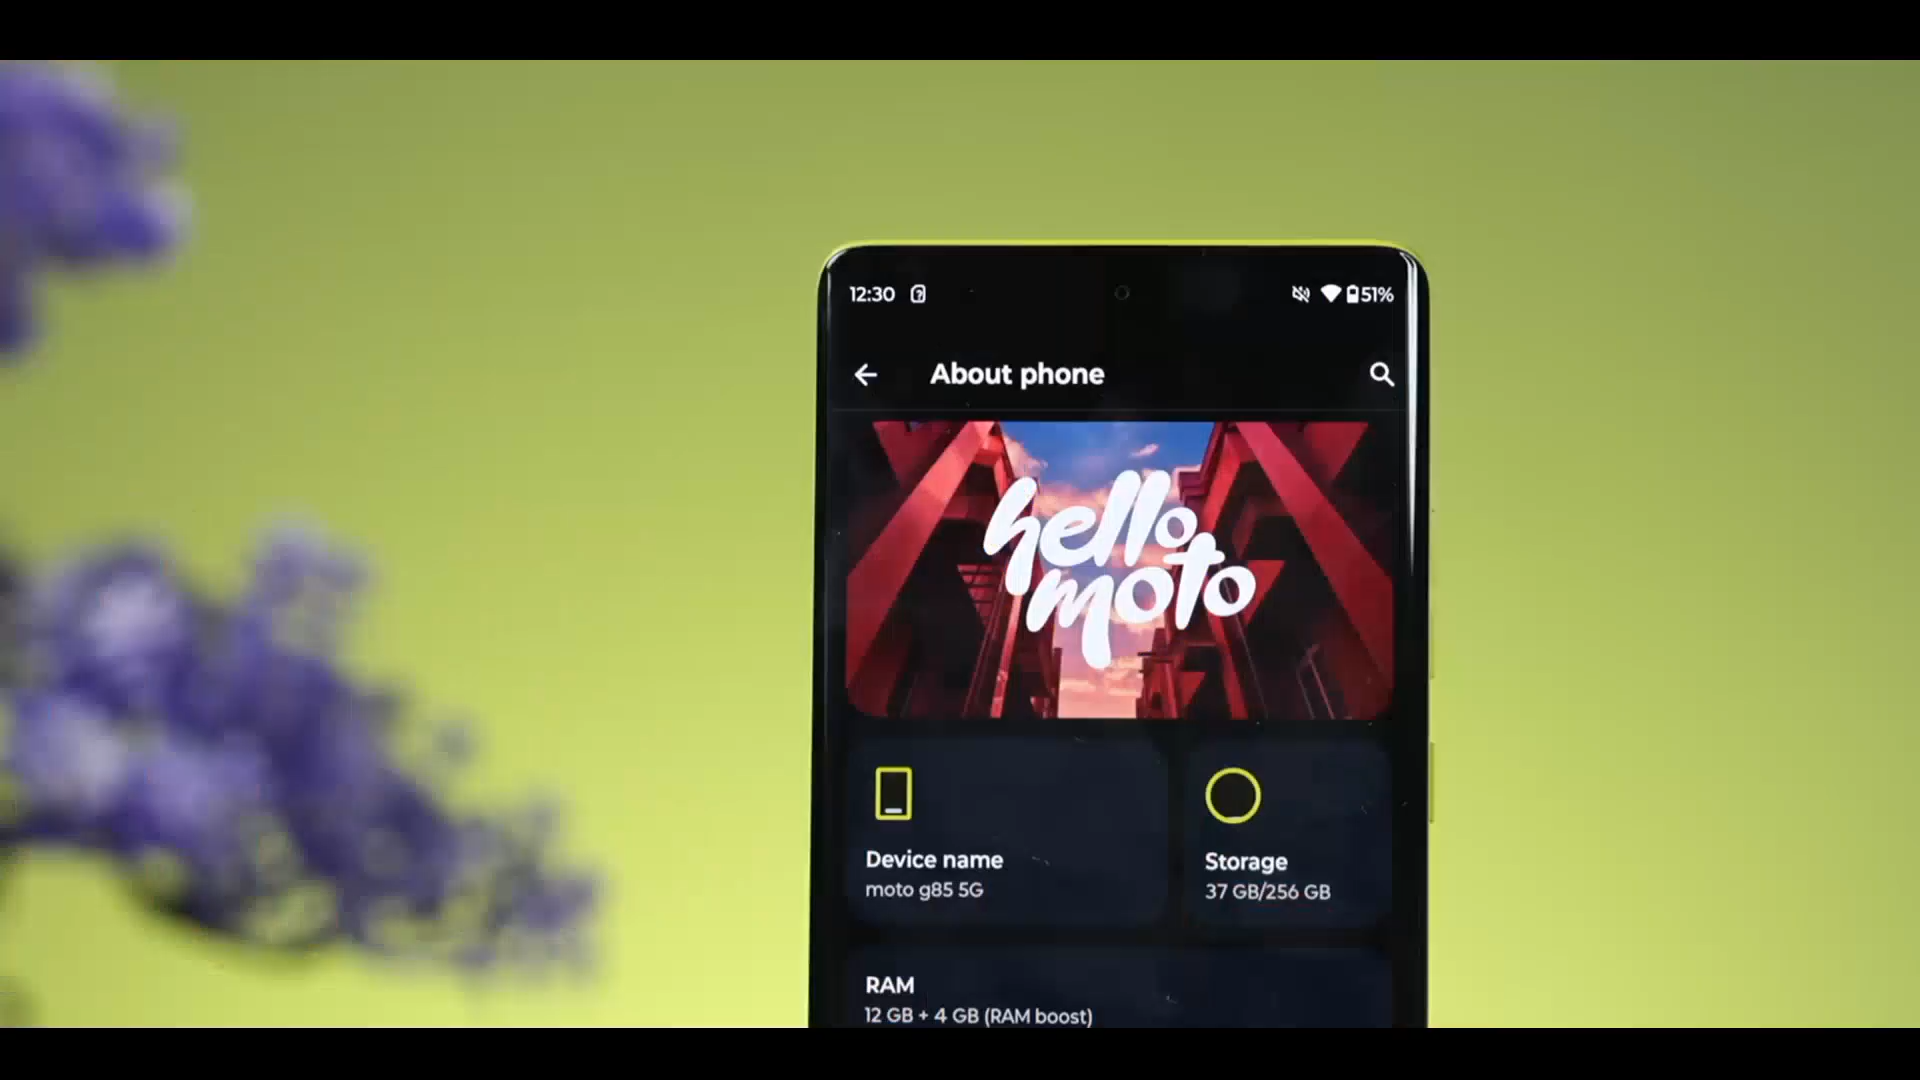 12:30
51%
About phone
hello
moto
Device name
moto g85 5G
Storage
37 GB/256 GB
RAM
12 GB + 4 GB (RAM boost)